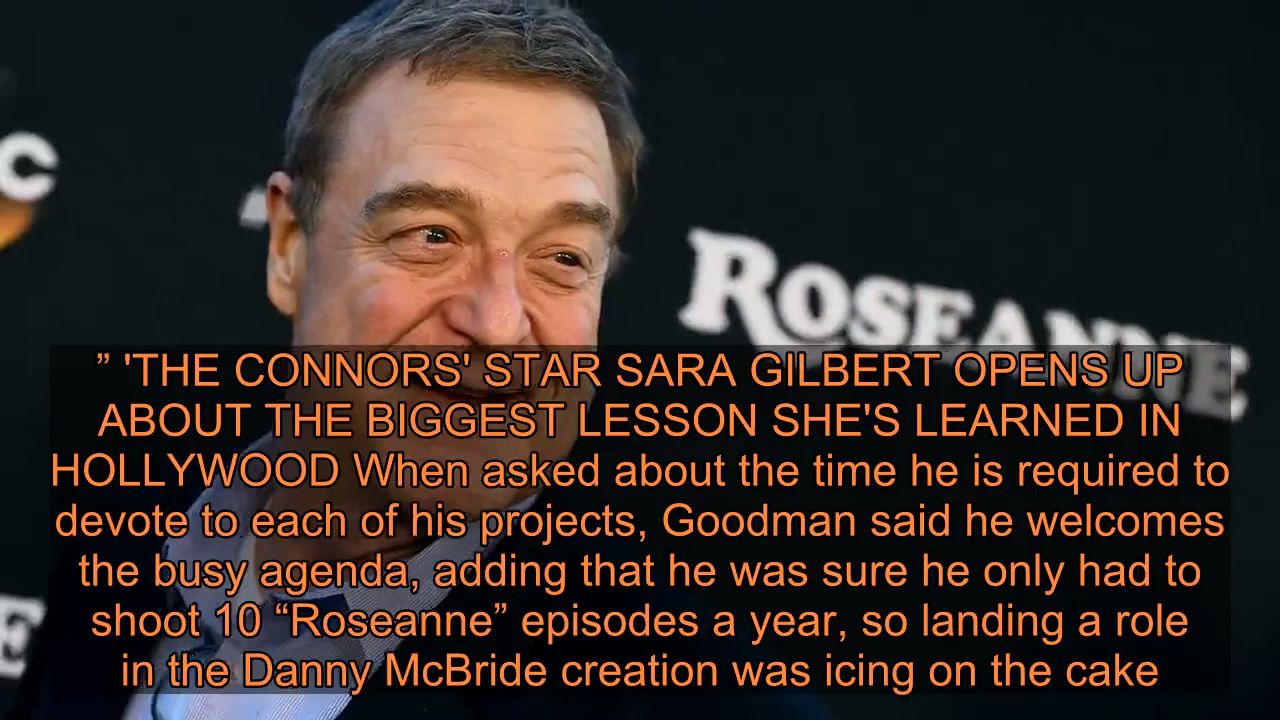 C
ROSEANNE
” 'THE CONNORS' STAR SARA GILBERT OPENS UP
ABOUT THE BIGGEST LESSON SHE'S LEARNED IN
HOLLYWOOD When asked about the time he is required to
devote to each of his projects, Goodman said he welcomes
the busy agenda, adding that he was sure he only had to
shoot 10 “Roseanne” episodes a year, so landing a role
in the Danny McBride creation was icing on the cake
E